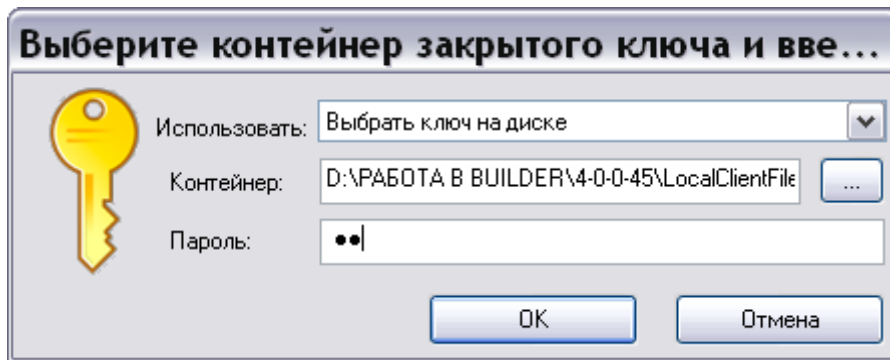 Выберите контейнер закрытого ключа и вве...
Использовать: Выбрать ключ на диске
Контейнер: D:\РАБОТА В BUILDER\4-0-0-45\LocalClientFile ...
Пароль: ••
OK Отмена